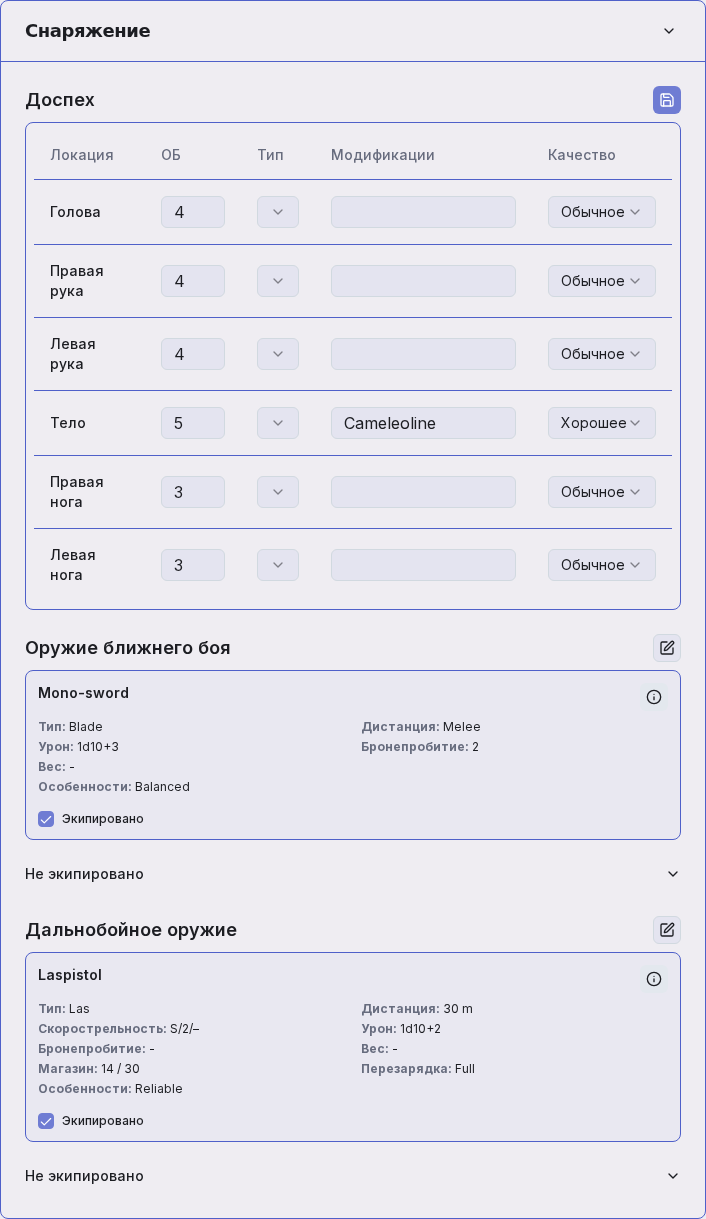 Снаряжение
Доспех
Локация ОБ Тип Модификации Качество
Голова 4 Обычное
Правая
рука 4 Обычное
Левая
рука 4 Обычное
Тело 5 Cameleoline Хорошее
Правая
нога 3 Обычное
Левая
нога 3 Обычное
Оружие ближнего боя
Mono-sword
Тип: Blade Дистанция: Melee
Урон: 1d10+3 Бронепробитие: 2
Вес: -
Особенности: Balanced
Экипировано
Не экипировано
Дальнобойное оружие
Laspistol
Тип: Las Дистанция: 30 m
Скорострельность: S/2/– Урон: 1d10+2
Бронепробитие: - Вес: -
Магазин: 14 / 30 Перезарядка: Full
Особенности: Reliable
Экипировано
Не экипировано